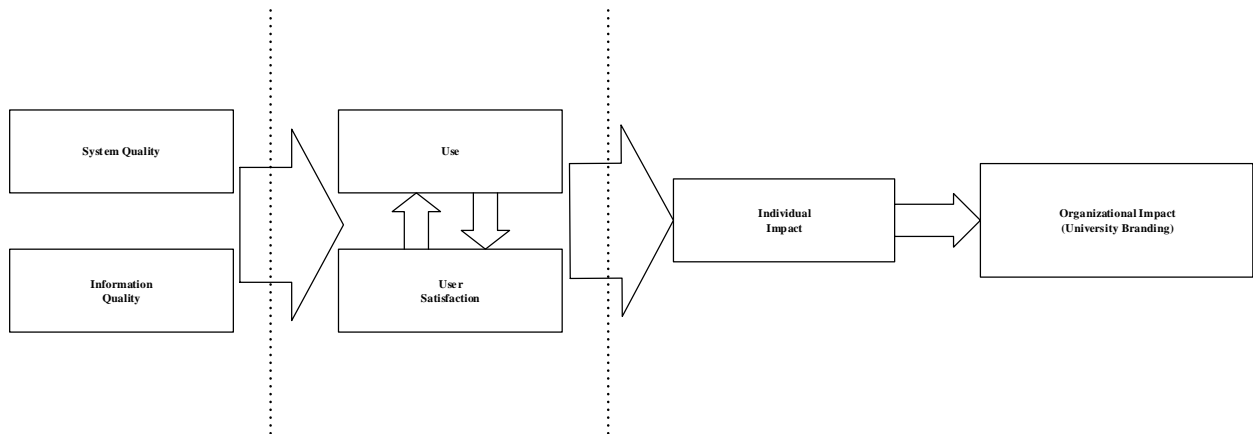 System Quality
Use
Individual
Impact
Organizational Impact
(University Branding)
Information
Quality
User
Satisfaction